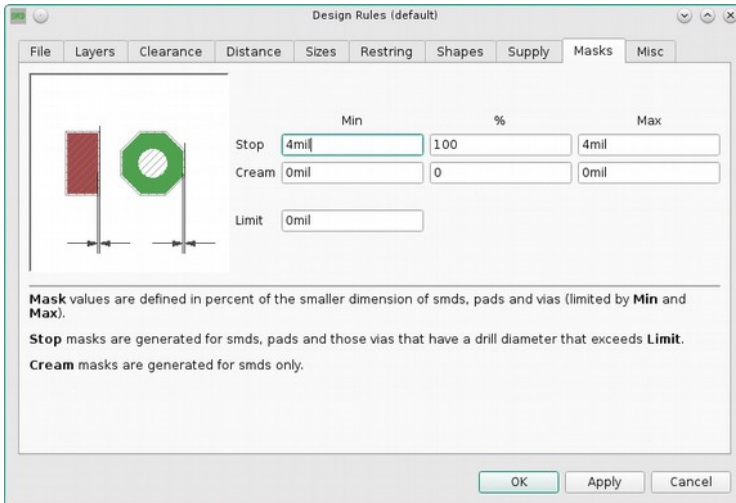 Design Rules (default)
File Layers Clearance Distance Sizes Restring Shapes Supply Masks Misc
Min % Max
Stop 4mil 100 4mil
Cream 0mil 0 0mil
Limit 0mil
Mask values are defined in percent of the smaller dimension of smds, pads and vias (limited by Min and
Max).
Stop masks are generated for smds, pads and those vias that have a drill diameter that exceeds Limit.
Cream masks are generated for smds only.
OK Apply Cancel